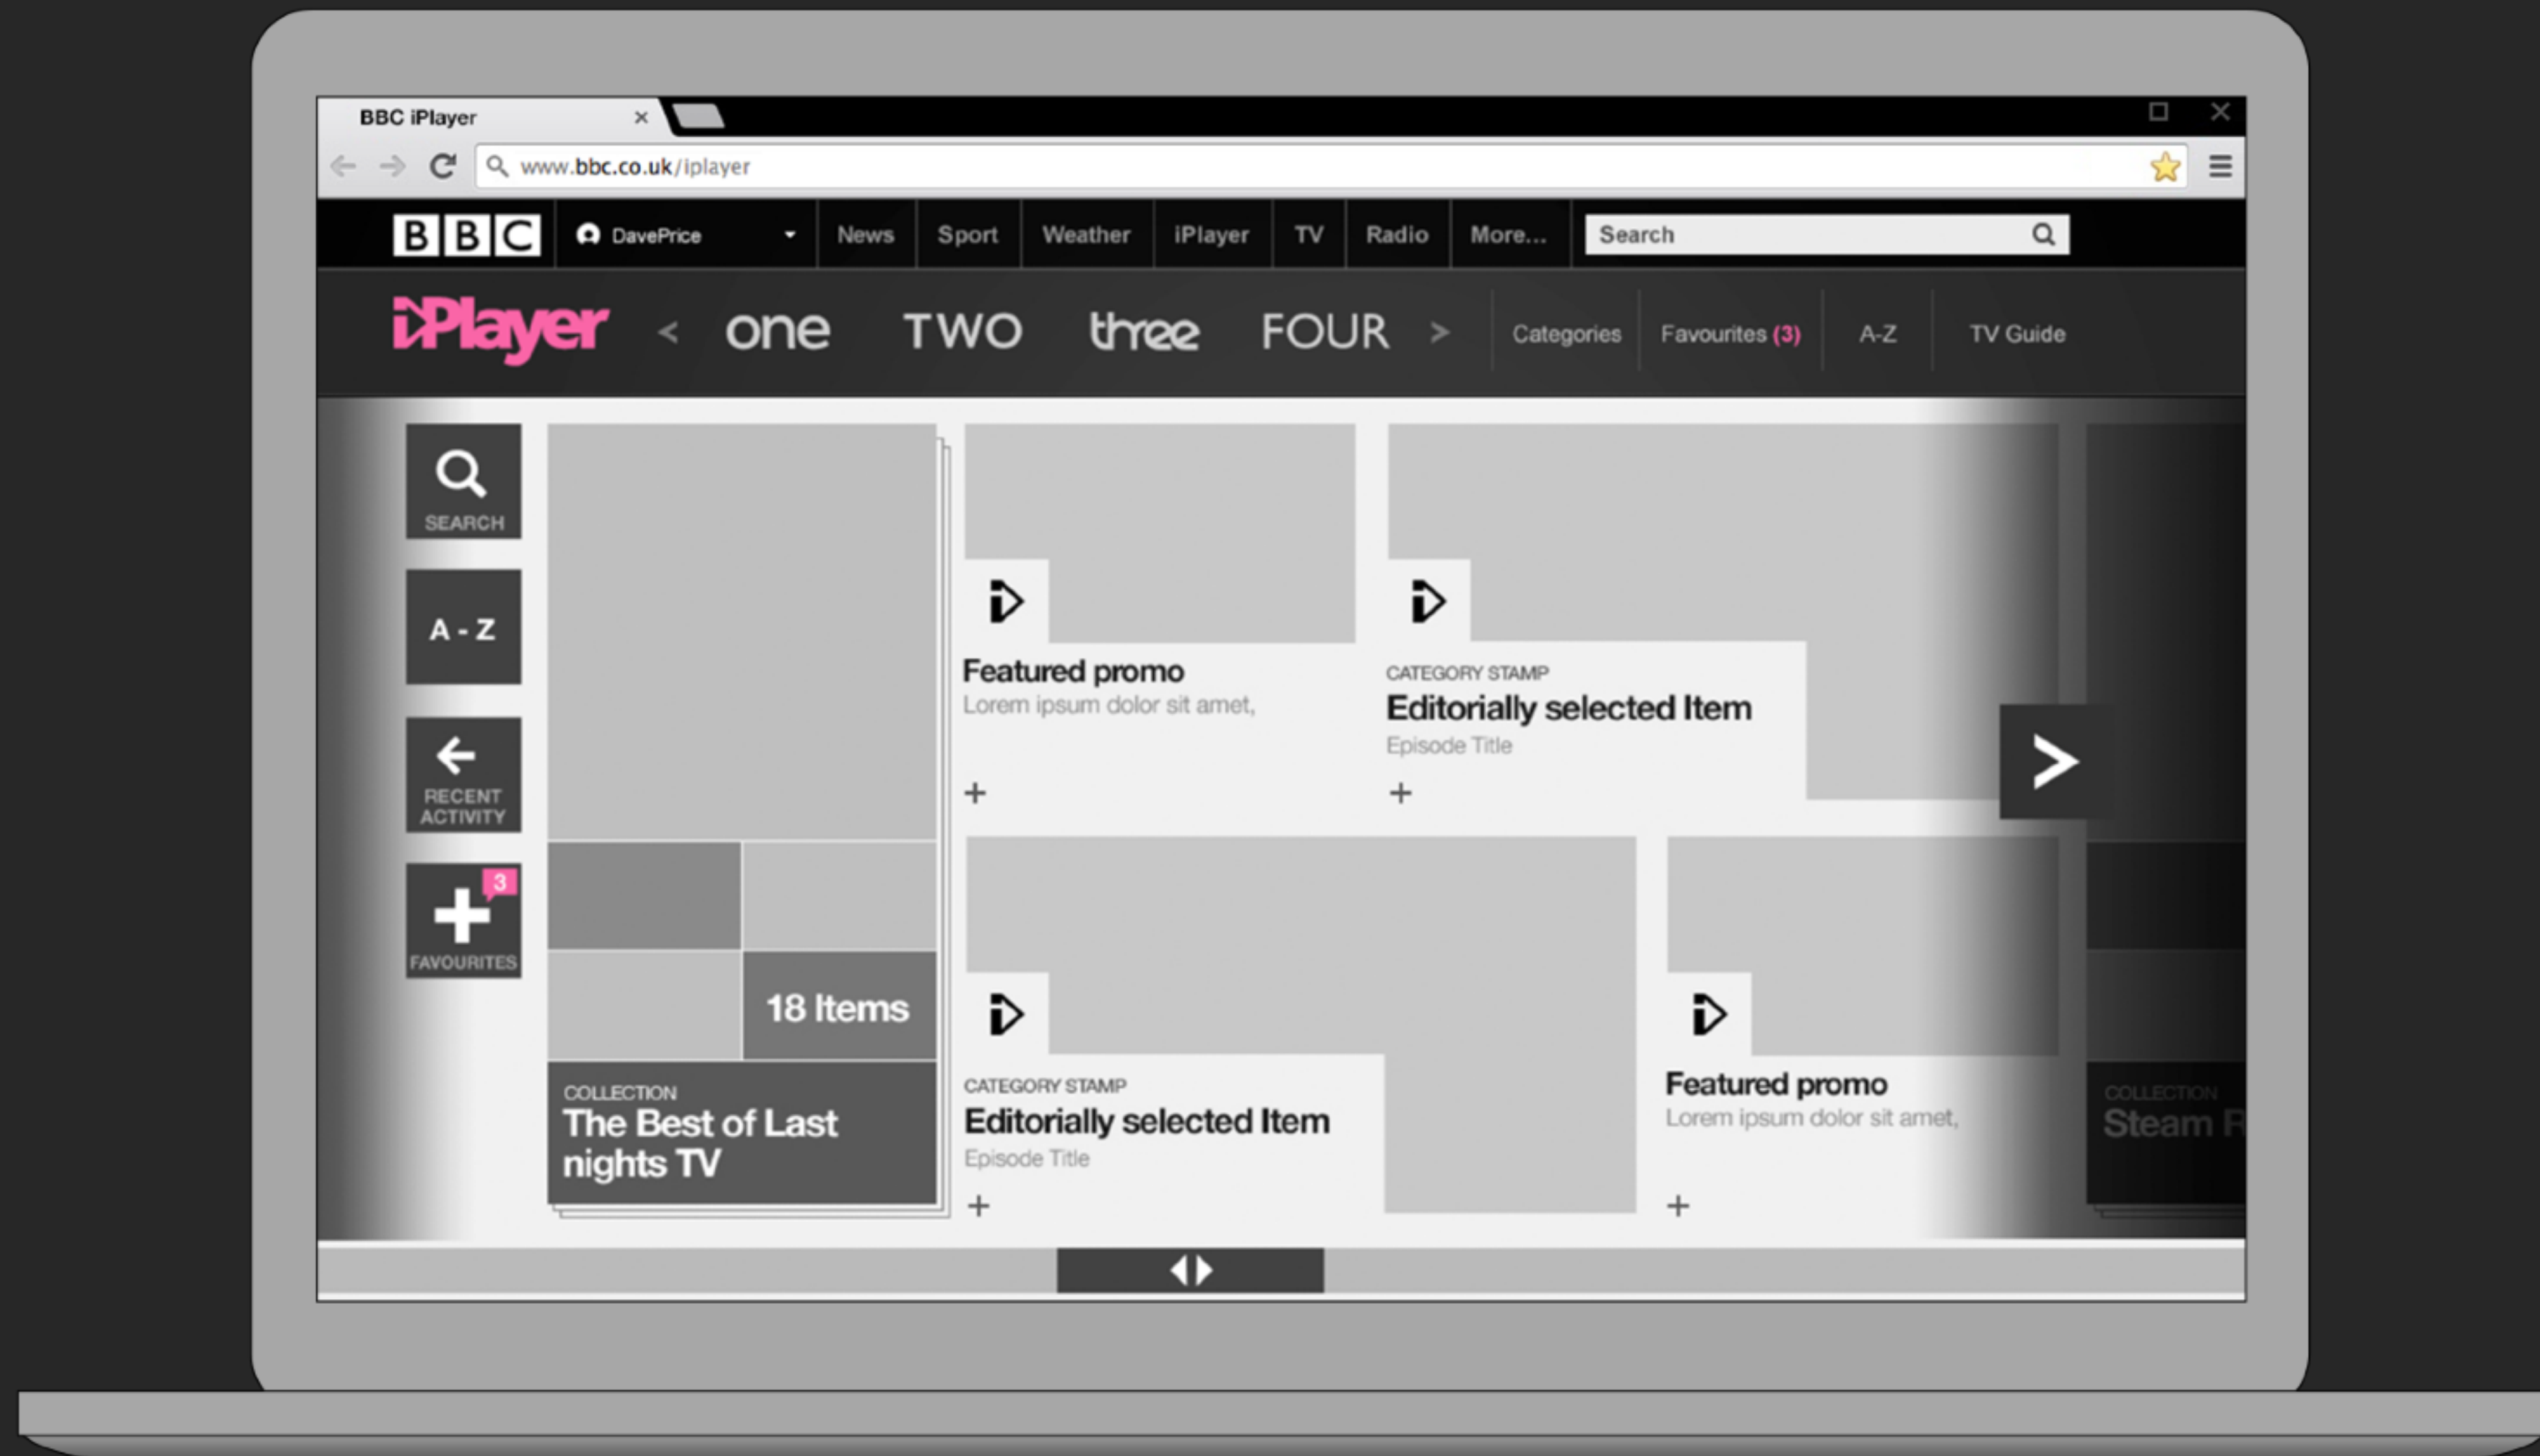 BBC iPlayer
www.bbc.co.uk/iplayer
BBC DavePrice News Sport Weather iPlayer TV Radio More... Search
iPlayer < one TWO three FOUR > Categories Favourites (3) A-Z TV Guide
SEARCH
A - Z
RECENT
ACTIVITY
3
FAVOURITES
18 Items
COLLECTION
The Best of Last
nights TV
Featured promo
Lorem ipsum dolor sit amet,
+
CATEGORY STAMP
Editorially selected Item
Episode Title
+
CATEGORY STAMP
Editorially selected Item
Episode Title
+
Featured promo
Lorem ipsum dolor sit amet,
+
COLLECTION
Steam R